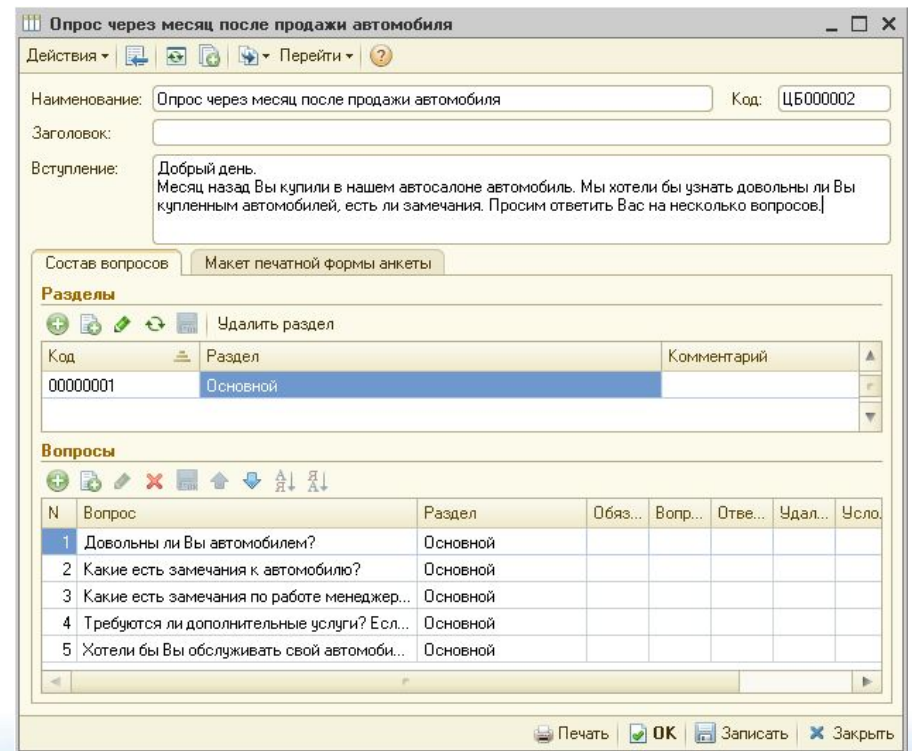 Опрос через месяц после продажи автомобиля
Действия Перейти
Наименование: Опрос через месяц после продажи автомобиля Код: ЦБ000002
Заголовок:
Вступление: Добрый день.
Месяц назад Вы купили в нашем автосалоне автомобиль. Мы хотели бы узнать довольны ли Вы
купленным автомобилей, есть ли замечания. Просим ответить Вас на несколько вопросов.
Состав вопросов Макет печатной формы анкеты
Разделы
Удалить раздел
Код Раздел Комментарий
00000001 Основной
Вопросы
N Вопрос Раздел Обяз... Вопр... Отве... Удал... Усло.
1 Довольны ли Вы автомобилем? Основной
2 Какие есть замечания к автомобилю? Основной
3 Какие есть замечания по работе менеджер... Основной
4 Требуются ли дополнительные услуги? Есл... Основной
5 Хотели бы Вы обслуживать свой автомоби... Основной
Печать OK Записать Закрыть